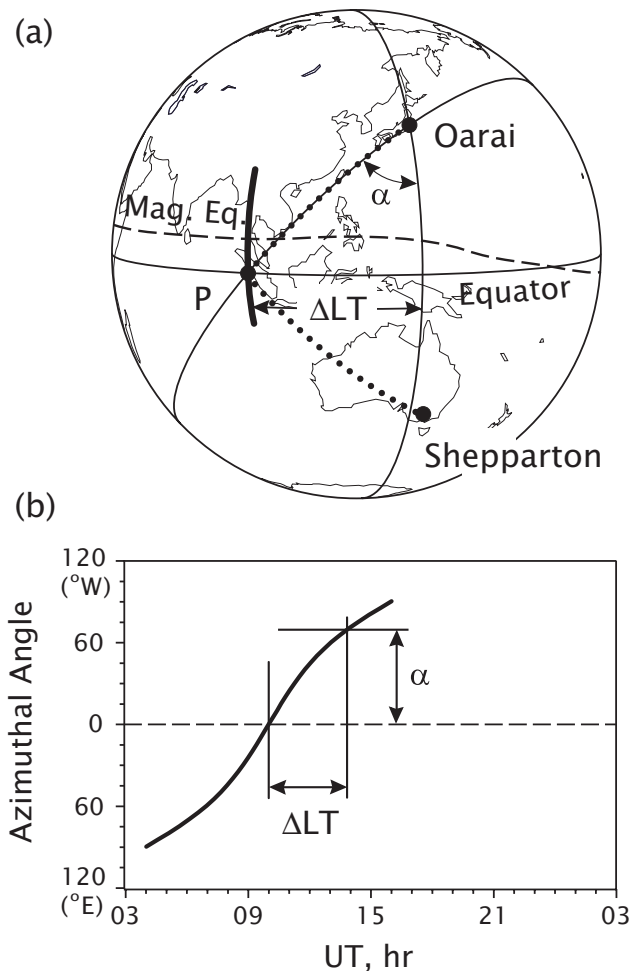 (a)
Oarai
α
Mag. Eq.
P
ΔLT
Equator
Shepparton
(b)
120
(°W)
60
0
60
120
(°E)
Azimuthal Angle
α
ΔLT
03 09 15 21 03
UT, hr